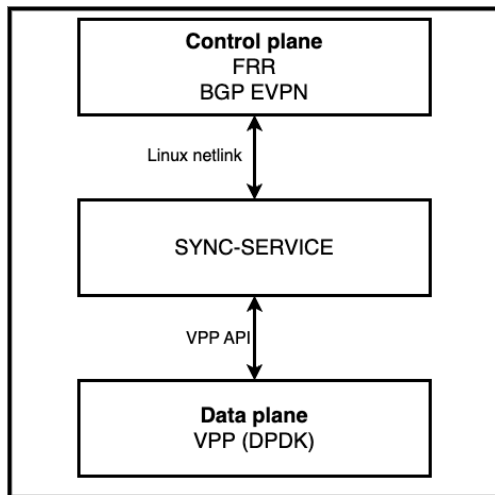 Control plane
FRR
BGP EVPN
Linux netlink
SYNC-SERVICE
VPP API
Data plane
VPP (DPDK)